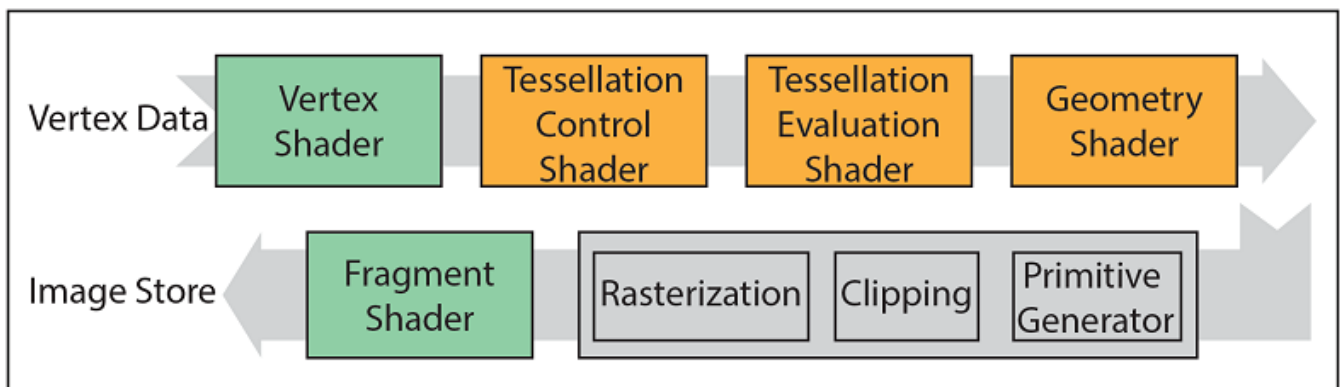 Vertex Data
Vertex
Shader
Tessellation
Control
Shader
Tessellation
Evaluation
Shader
Geometry
Shader
Image Store
Fragment
Shader
Rasterization
Clipping
Primitive
Generator